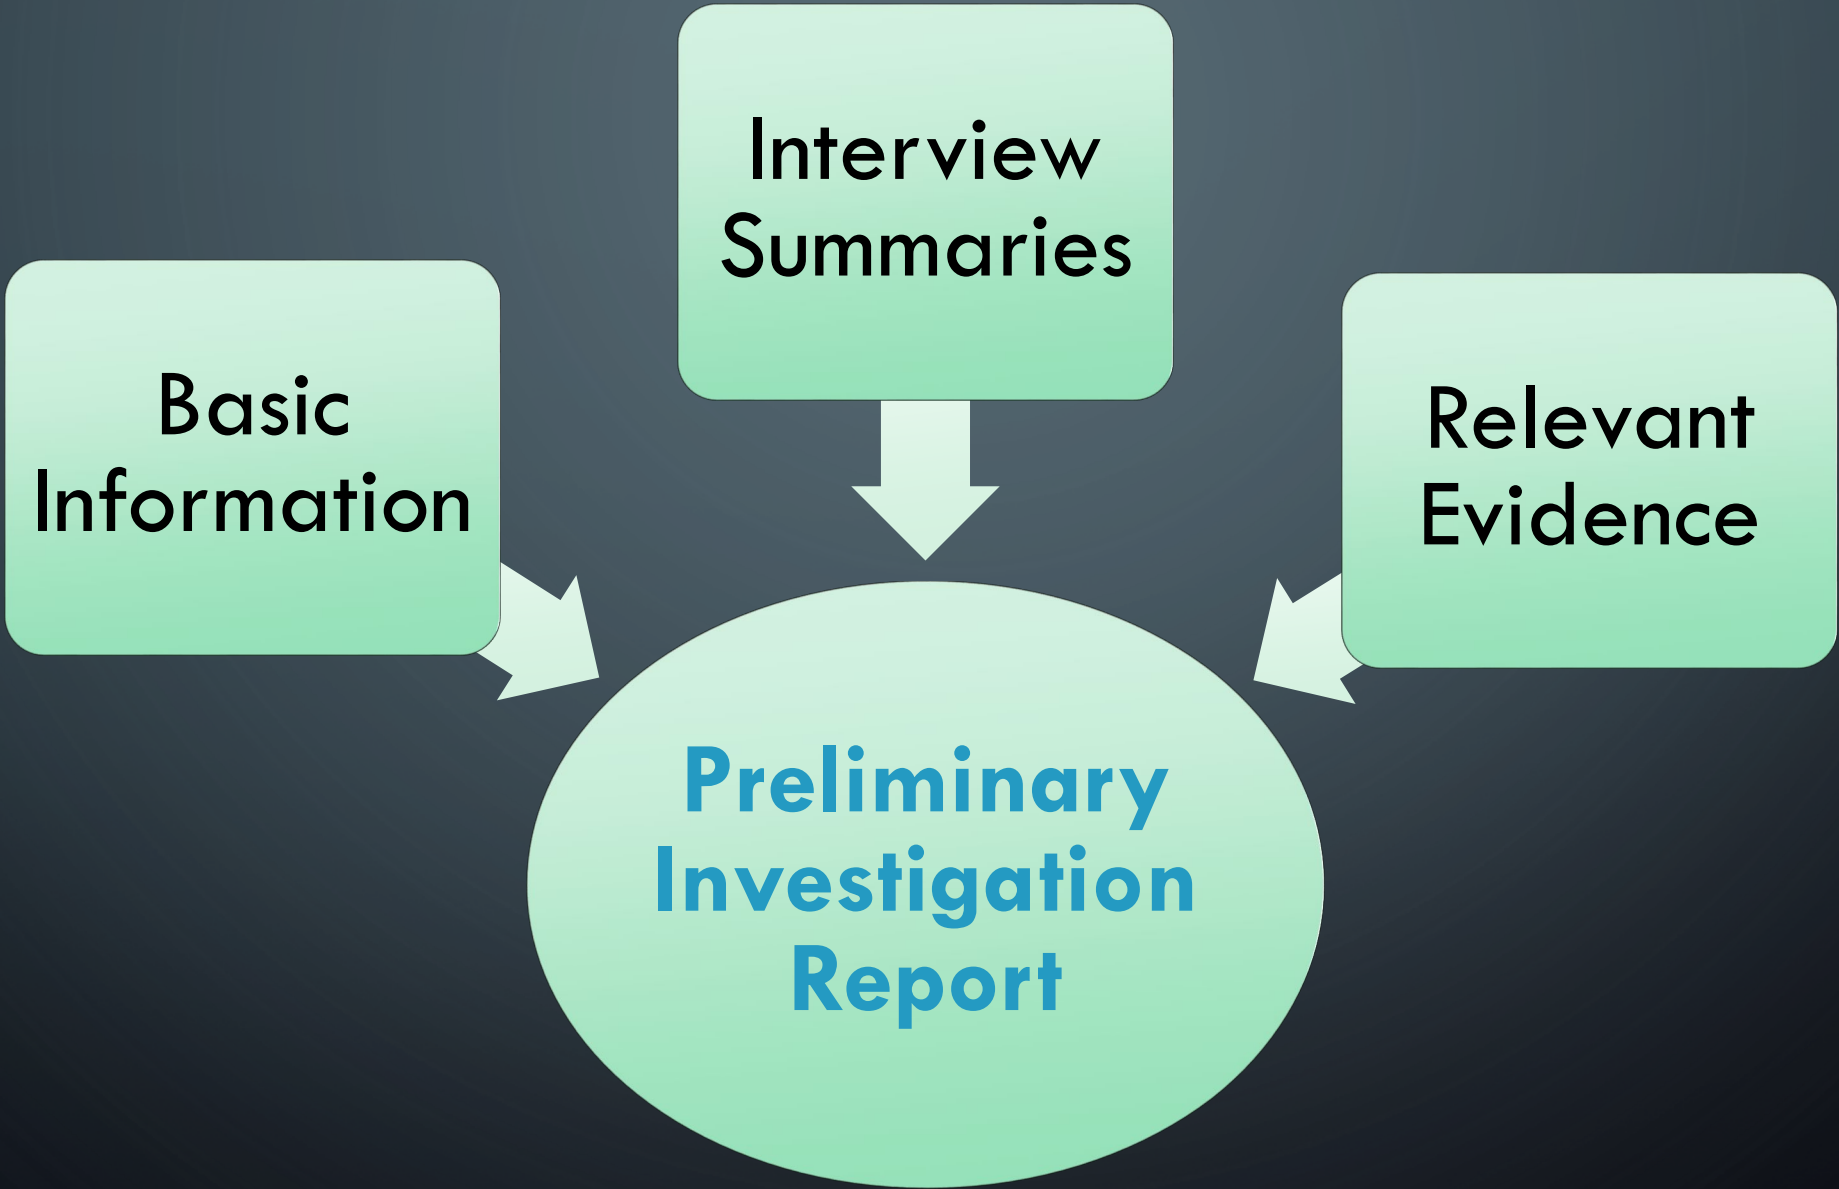 Interview
Summaries
Basic
Information
Relevant
Evidence
Preliminary
Investigation
Report